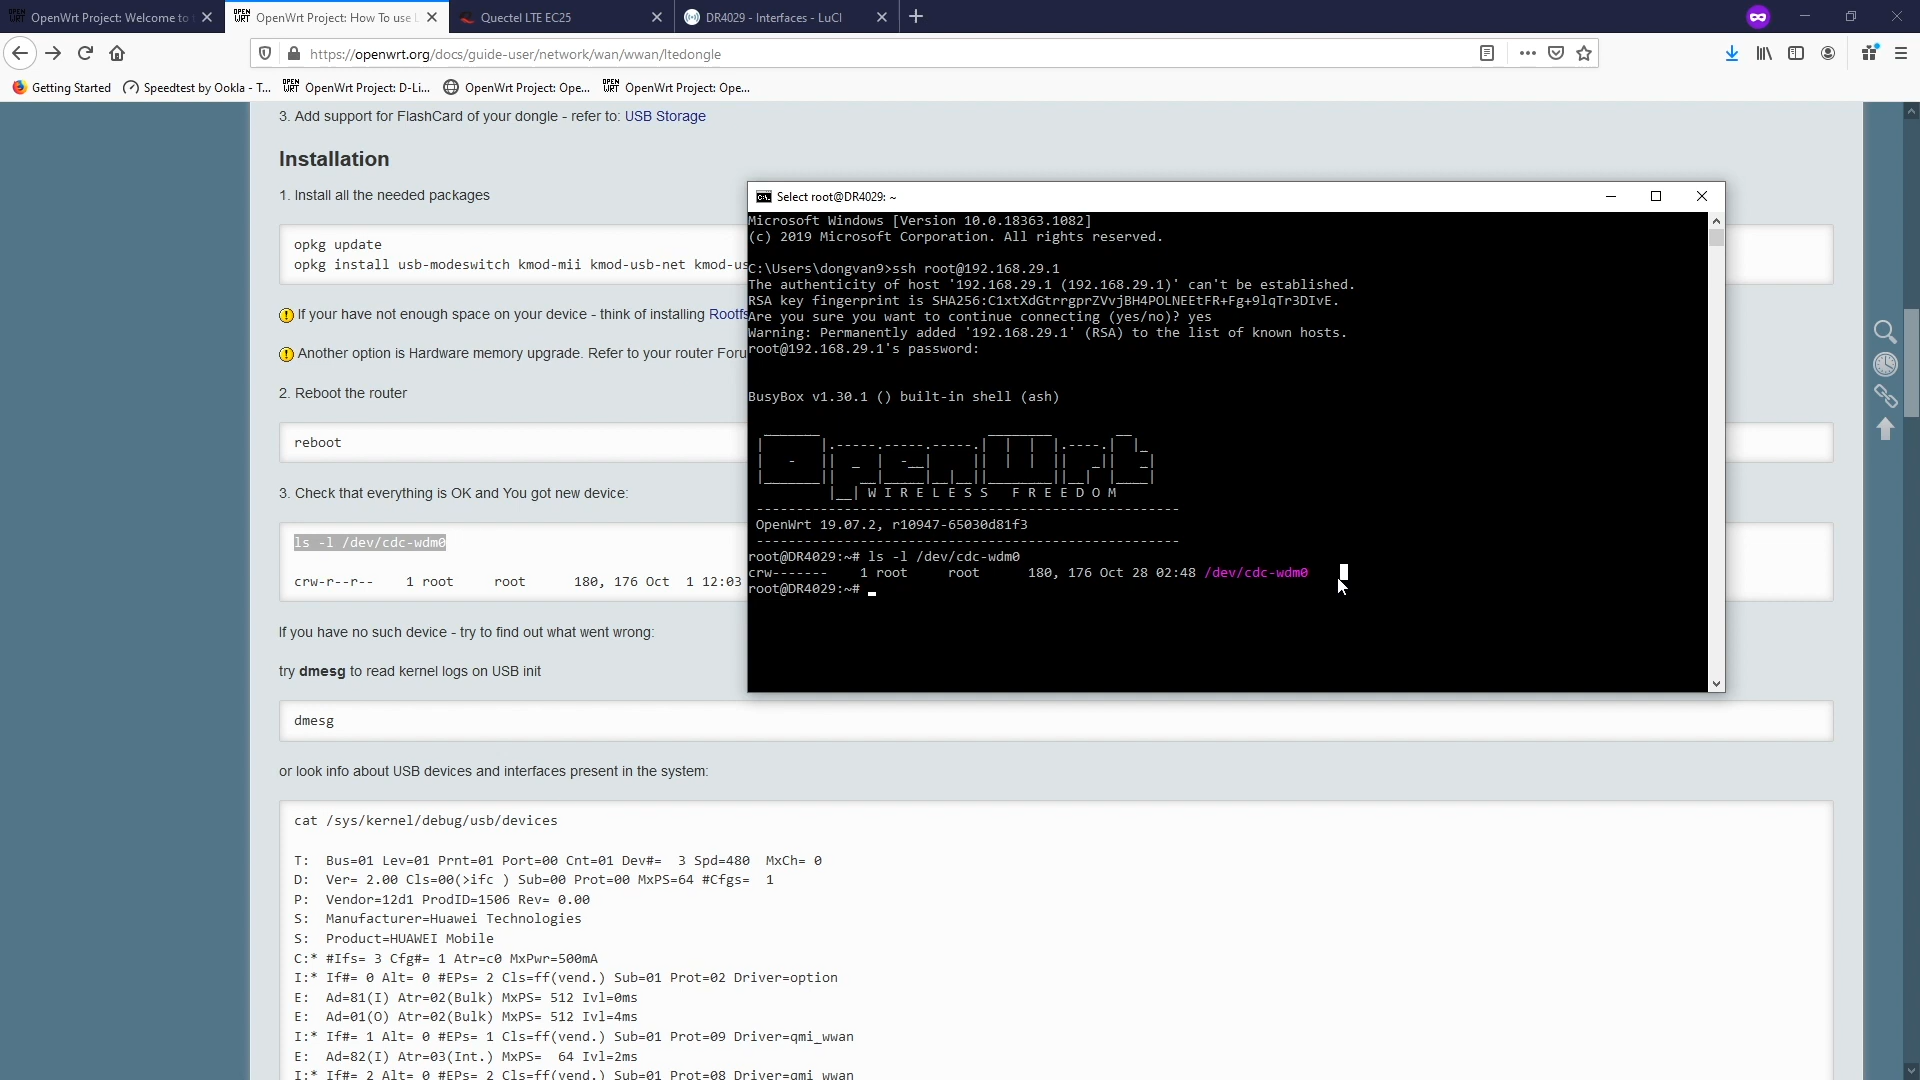 OpenWrt Project: Welcome to t
OpenWrt Project: How To use L
Quectel LTE EC25
DR4029 - Interfaces - LuCI
https://openwrt.org/docs/guide-user/network/wan/wwan/ltedongle
Getting Started
Speedtest by Ookla - T...
OpenWrt Project: D-Li...
OpenWrt Project: Ope...
OpenWrt Project: Ope...
3. Add support for FlashCard of your dongle - refer to: USB Storage
Installation
1. Install all the needed packages
opkg update
opkg install usb-modeswitch kmod-mii kmod-usb-net kmod-us
If your have not enough space on your device - think of installing Rootfs
Another option is Hardware memory upgrade. Refer to your router Foru
2. Reboot the router
reboot
3. Check that everything is OK and You got new device:
ls -l /dev/cdc-wdm0
crw-r--r-- 1 root root 180, 176 Oct 1 12:03
If you have no such device - try to find out what went wrong:
try dmesg to read kernel logs on USB init
dmesg
or look info about USB devices and interfaces present in the system:
cat /sys/kernel/debug/usb/devices
T: Bus=01 Lev=01 Prnt=01 Port=00 Cnt=01 Dev#= 3 Spd=480 MxCh= 0
D: Ver= 2.00 Cls=00(>ifc ) Sub=00 Prot=00 MxPS=64 #Cfgs= 1
P: Vendor=12d1 ProdID=1506 Rev= 0.00
S: Manufacturer=Huawei Technologies
S: Product=HUAWEI Mobile
C:* #Ifs= 3 Cfg#= 1 Atr=c0 MxPwr=500mA
I:* If#= 0 Alt= 0 #EPs= 2 Cls=ff(vend.) Sub=01 Prot=02 Driver=option
E: Ad=81(I) Atr=02(Bulk) MxPS= 512 Ivl=0ms
E: Ad=01(O) Atr=02(Bulk) MxPS= 512 Ivl=4ms
I:* If#= 1 Alt= 0 #EPs= 1 Cls=ff(vend.) Sub=01 Prot=09 Driver=qmi_wwan
E: Ad=82(I) Atr=03(Int.) MxPS= 64 Ivl=2ms
I:* If#= 2 Alt= 0 #EPs= 2 Cls=ff(vend.) Sub=01 Prot=08 Driver=qmi_wwan
Select root@DR4029: ~
Microsoft Windows [Version 10.0.18363.1082]
(c) 2019 Microsoft Corporation. All rights reserved.
C:\Users\dongvan9>ssh root@192.168.29.1
The authenticity of host '192.168.29.1 (192.168.29.1)' can't be established.
RSA key fingerprint is SHA256:C1xtXdGtrrgprZVvjBH4POLNEEtFR+Fg+9lqTr3DIvE.
Are you sure you want to continue connecting (yes/no)? yes
Warning: Permanently added '192.168.29.1' (RSA) to the list of known hosts.
root@192.168.29.1's password:
BusyBox v1.30.1 () built-in shell (ash)
OpenWrt
W I R E L E S S   F R E E D O M
-----------------------------------------------------
OpenWrt 19.07.2, r10947-65030d81f3
-----------------------------------------------------
root@DR4029:~# ls -l /dev/cdc-wdm0
crw------- 1 root root 180, 176 Oct 28 02:48 /dev/cdc-wdm0
root@DR4029:~#